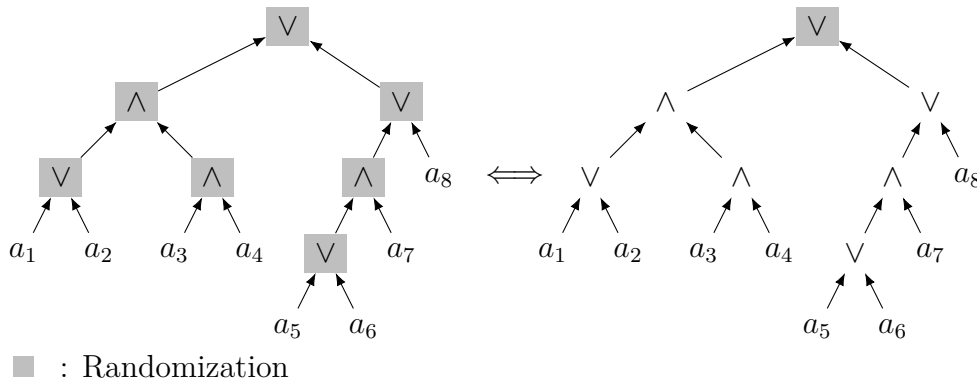 ∨
∧ ∨ ∨ ∧ ∧ a₈
a₁ a₂ a₃ a₄ ∨ a₇
a₅ a₆
⟺
∨
∧ ∨
∨ ∧ ∧ a₈
a₁ a₂ a₃ a₄ ∨ a₇
a₅ a₆
: Randomization